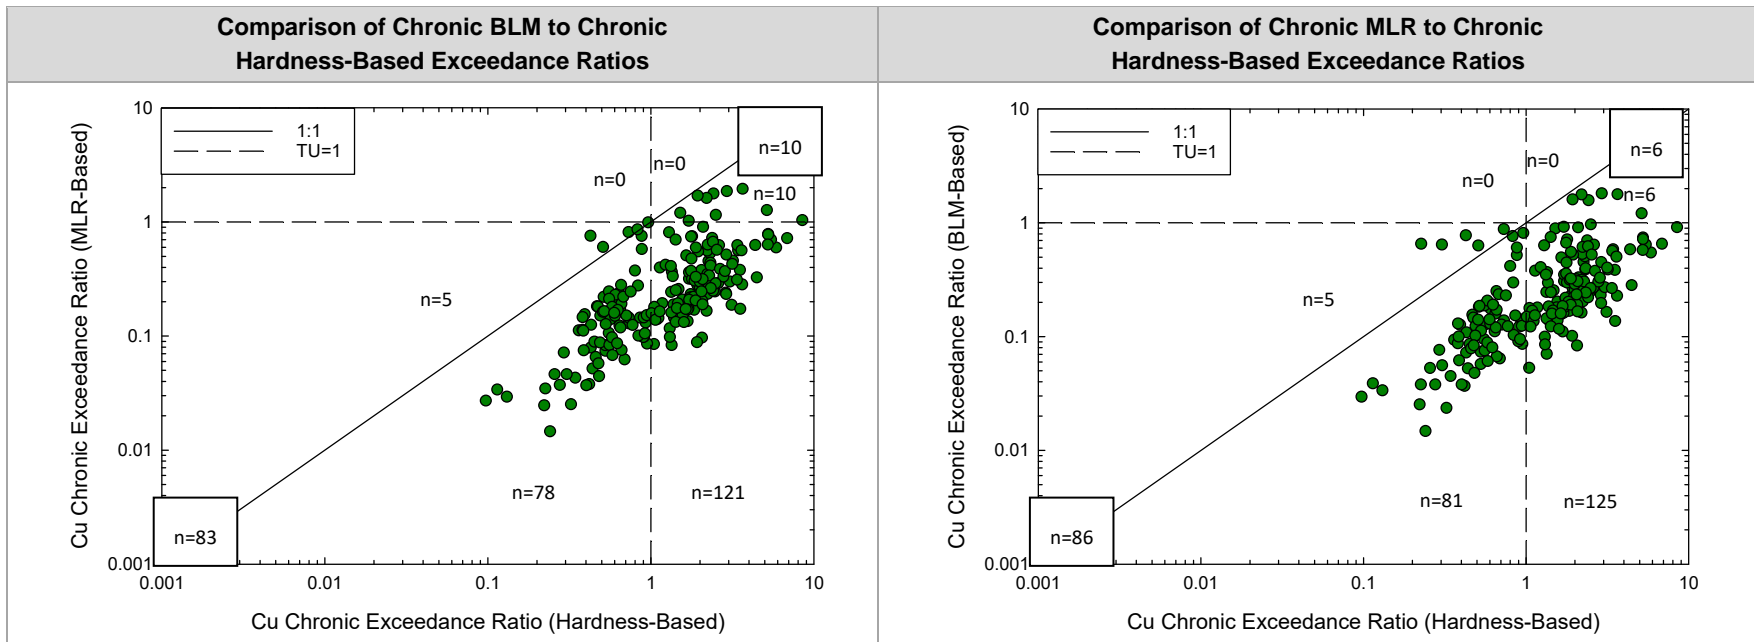 Comparison of Chronic BLM to Chronic
Hardness-Based Exceedance Ratios
Comparison of Chronic MLR to Chronic
Hardness-Based Exceedance Ratios
Cu Chronic Exceedance Ratio (MLR-Based)
10
1
0.1
0.01
0.001
1:1
TU=1
n=10
n=0
n=0
n=10
n=5
n=78
n=121
n=83
0.001
0.01
0.1
1
10
Cu Chronic Exceedance Ratio (Hardness-Based)
Cu Chronic Exceedance Ratio (BLM-Based)
10
1
0.1
0.01
0.001
1:1
TU=1
n=6
n=0
n=0
n=6
n=5
n=81
n=125
n=86
0.001
0.01
0.1
1
10
Cu Chronic Exceedance Ratio (Hardness-Based)